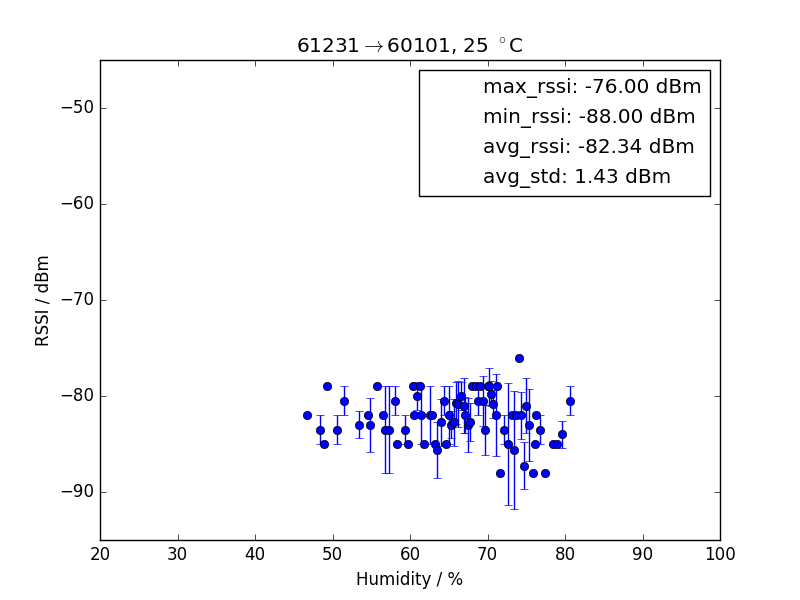 61231→60101, 25 °C
max_rssi: -76.00 dBm
min_rssi: -88.00 dBm
avg_rssi: -82.34 dBm
avg_std: 1.43 dBm
RSSI / dBm
−50
−60
−70
−80
−90
20 30 40 50 60 70 80 90 100
Humidity / %